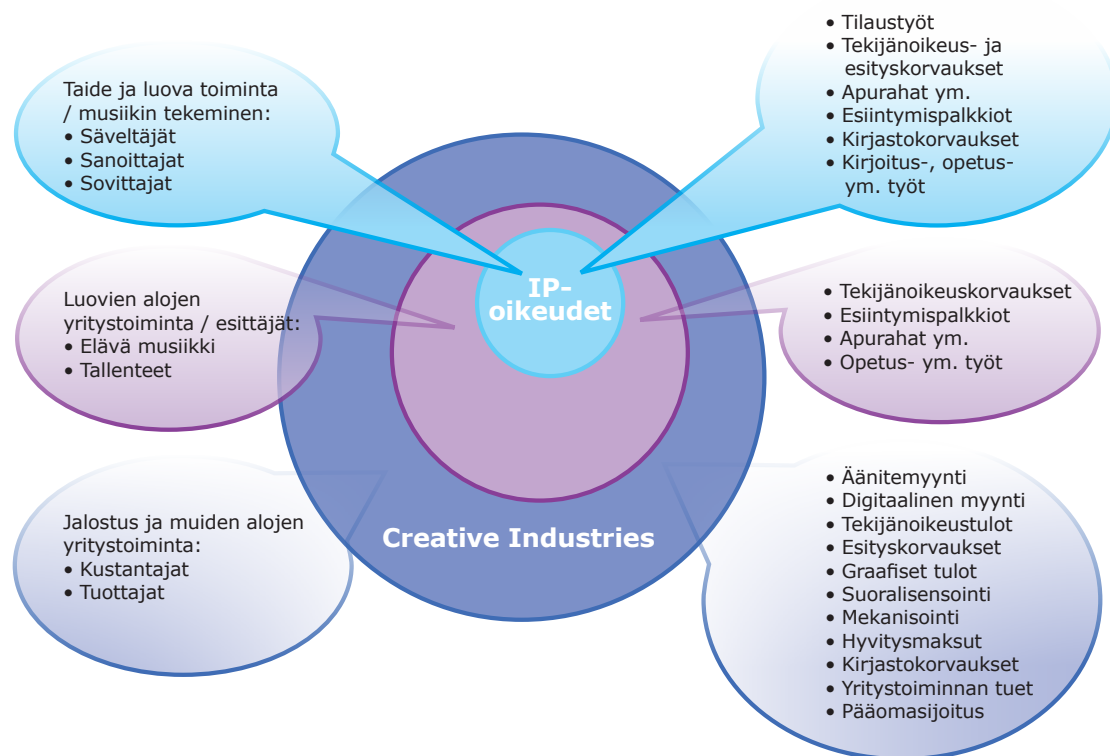 Taide ja luova toiminta
/ musiikin tekeminen:
• Säveltäjät
• Sanoittajat
• Sovittajat
• Tilaustyöt
• Tekijänoikeus- ja
esityskorvaukset
• Apurahat ym.
• Esiintymispalkkiot
• Kirjastokorvaukset
• Kirjoitus-, opetus-
ym. työt
IP-
oikeudet
Luovien alojen
yritystoiminta / esittäjät:
• Elävä musiikki
• Tallenteet
• Tekijänoikeuskorvaukset
• Esiintymispalkkiot
• Apurahat ym.
• Opetus- ym. työt
Creative Industries
Jalostus ja muiden alojen
yritystoiminta:
• Kustantajat
• Tuottajat
• Äänitemyynti
• Digitaalinen myynti
• Tekijänoikeustulot
• Esityskorvaukset
• Graafiset tulot
• Suoralisensointi
• Mekanisointi
• Hyvitysmaksut
• Kirjastokorvaukset
• Yritystoiminnan tuet
• Pääomasijoitus